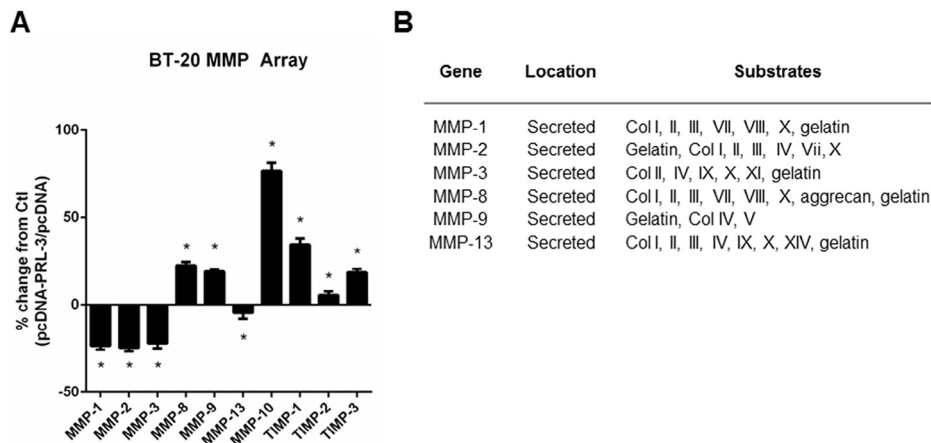 A
BT-20 MMP Array
% change from Ctl
(pcDNA-PRL-3/pcDNA)
100
50
0
-50
* * * * * * * * * *
MMP-1
MMP-2
MMP-3
MMP-8
MMP-9
MMP-13
MMP-10
TIMP-1
TIMP-2
TIMP-3
B
Gene Location Substrates
MMP-1 Secreted Col I, II, III, VII, VIII, X, gelatin
MMP-2 Secreted Gelatin, Col I, II, III, IV, Vii, X
MMP-3 Secreted Col II, IV, IX, X, XI, gelatin
MMP-8 Secreted Col I, II, III, VII, VIII, X, aggrecan, gelatin
MMP-9 Secreted Gelatin, Col IV, V
MMP-13 Secreted Col I, II, III, IV, IX, X, XIV, gelatin